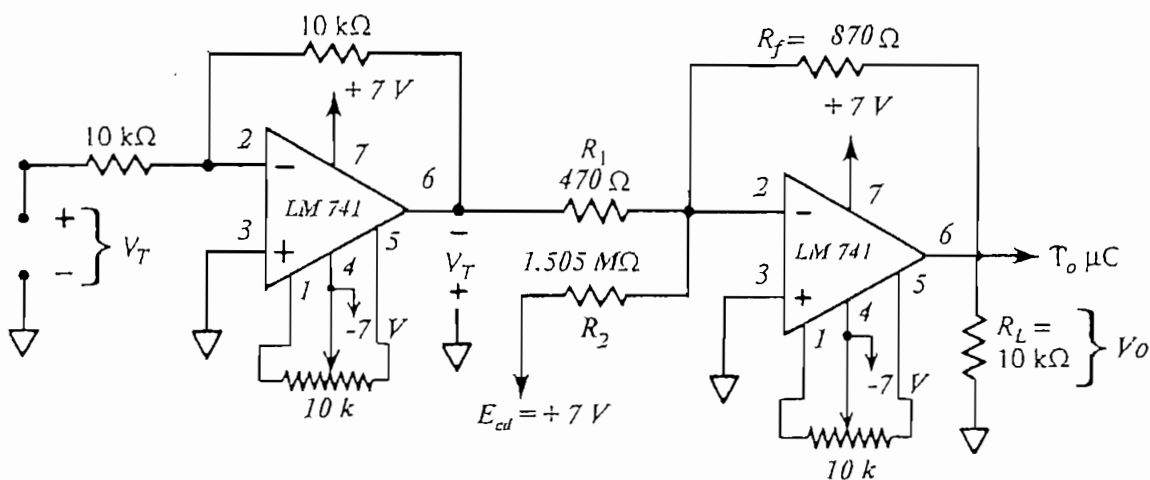 10 kΩ
+ 7 V
10 kΩ
2
7
−
LM 741
6
3
+
5
1
4
-7 V
10 k
+
−
V_T
−
V_T
+
R_1
470 Ω
1.505 MΩ
R_2
E_cd = + 7 V
R_f = 870 Ω
+ 7 V
2
7
−
LM 741
6
3
+
5
1
4
-7 V
10 k
T_o μC
R_L =
10 kΩ
Vo